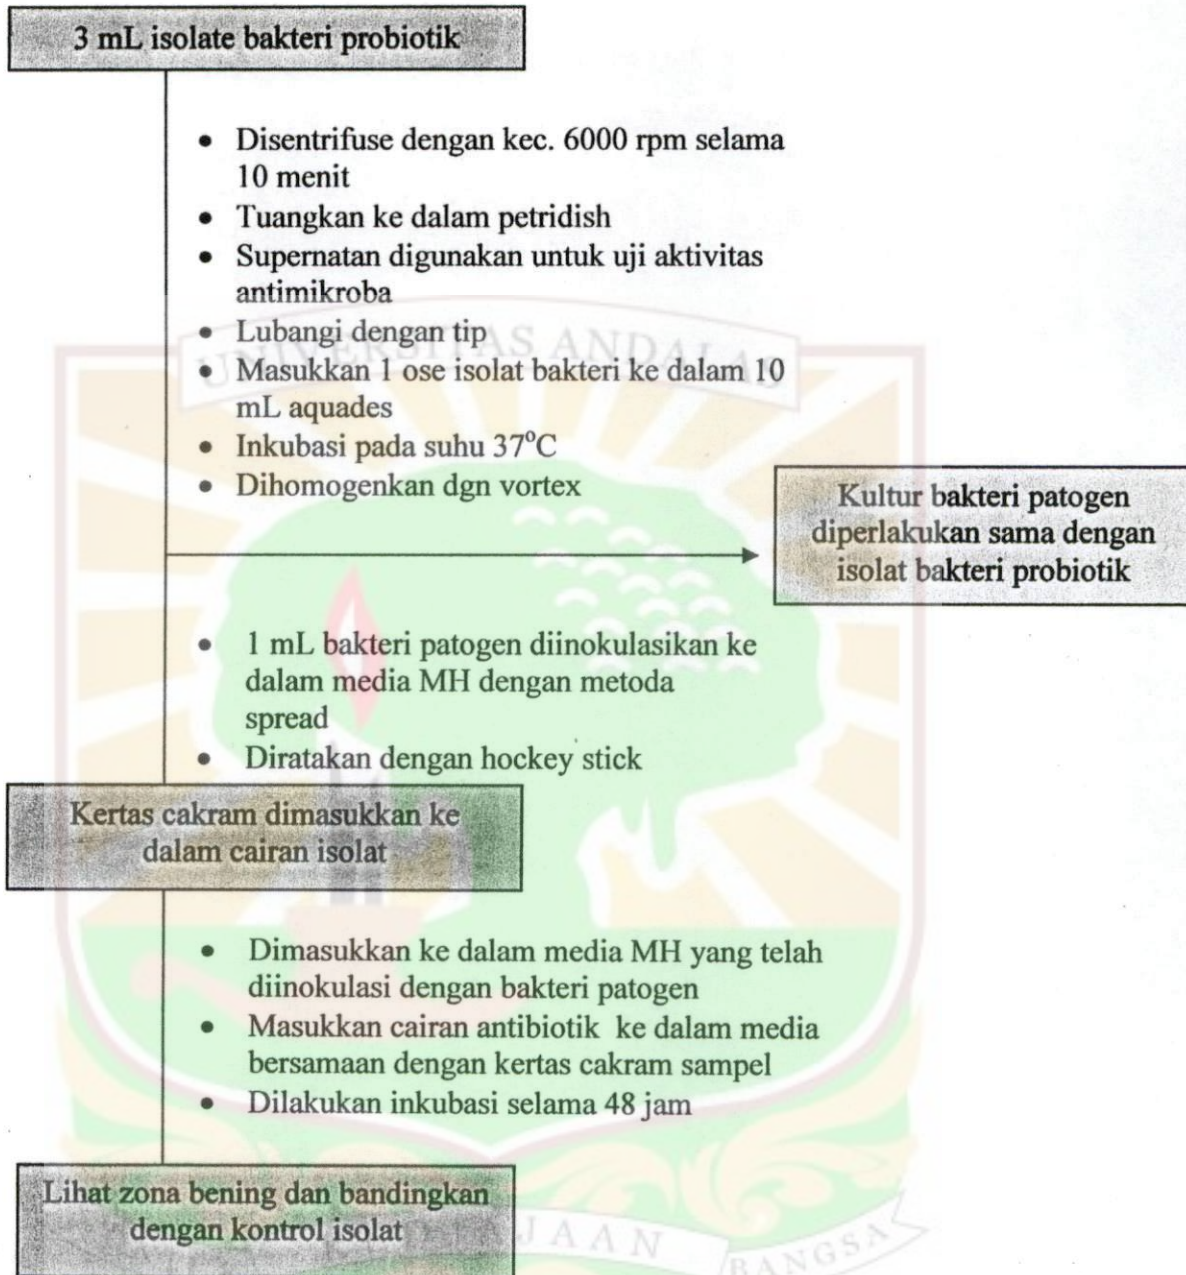 3 mL isolate bakteri probiotik
• Disentrifuse dengan kec. 6000 rpm selama
10 menit
• Tuangkan ke dalam petridish
• Supernatan digunakan untuk uji aktivitas
antimikroba
• Lubangi dengan tip
UNIVERSITAS ANDALAS
• Masukkan 1 ose isolat bakteri ke dalam 10
mL aquades
• Inkubasi pada suhu 37°C
• Dihomogenkan dgn vortex
Kultur bakteri patogen
diperlakukan sama dengan
isolat bakteri probiotik
• 1 mL bakteri patogen diinokulasikan ke
dalam media MH dengan metoda
spread
• Diratakan dengan hockey stick
Kertas cakram dimasukkan ke
dalam cairan isolat
• Dimasukkan ke dalam media MH yang telah
diinokulasi dengan bakteri patogen
• Masukkan cairan antibiotik ke dalam media
bersamaan dengan kertas cakram sampel
• Dilakukan inkubasi selama 48 jam
Lihat zona bening dan bandingkan
dengan kontrol isolat
BANGSA